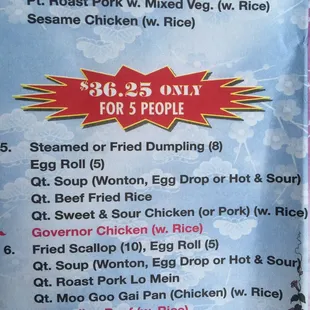 Pt. Roast Pork w. Mixed Veg. (w. Rice)
Sesame Chicken (w. Rice)
$36.25 ONLY
FOR 5 PEOPLE
5. Steamed or Fried Dumpling (8)
Egg Roll (5)
Qt. Soup (Wonton, Egg Drop or Hot & Sour)
Qt. Beef Fried Rice
Qt. Sweet & Sour Chicken (or Pork) (w. Rice)
Governor Chicken (w. Rice)
6. Fried Scallop (10), Egg Roll (5)
Qt. Soup (Wonton, Egg Drop or Hot & Sour)
Qt. Roast Pork Lo Mein
Qt. Moo Goo Gai Pan (Chicken) (w. Rice)
(w. Rice)